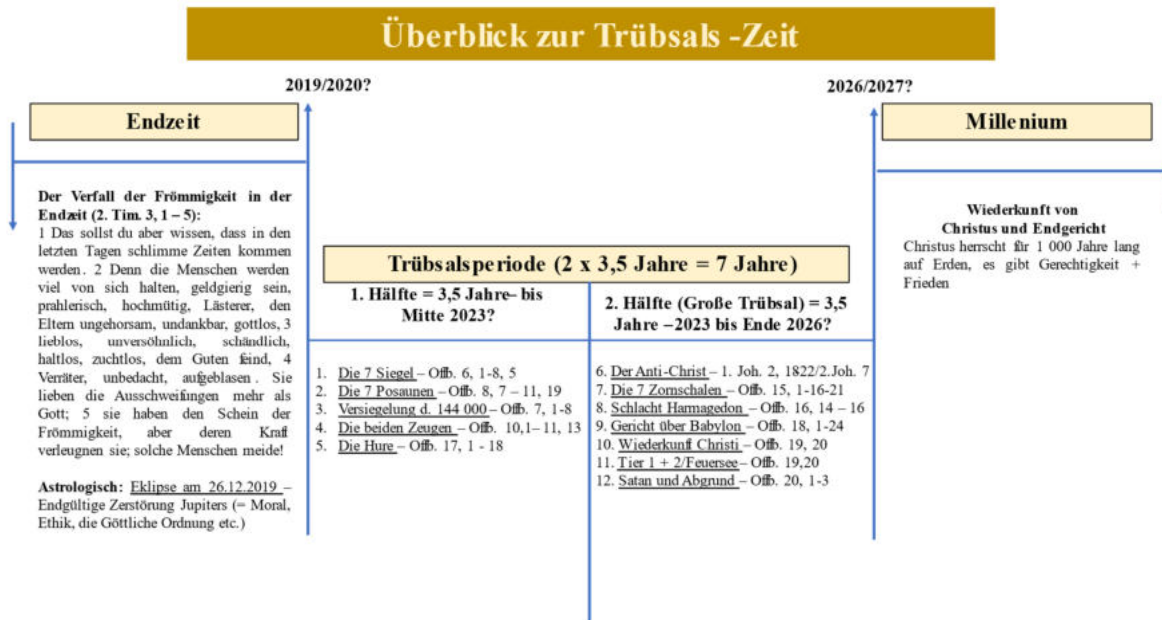 Überblick zur Trübsals -Zeit
2019/2020?
2026/2027?
Endzeit
Der Verfall der Frömmigkeit in der
Endzeit (2. Tim. 3, 1 – 5):
1 Das sollst du aber wissen, dass in den
letzten Tagen schlimme Zeiten kommen
werden. 2 Denn die Menschen werden
viel von sich halten, geldgierig sein,
prahlerisch, hochmütig, Lästerer, den
Eltern ungehorsam, undankbar, gottlos, 3
lieblos, unversöhnlich, schändlich,
haltlos, zuchtlos, dem Guten feind, 4
Verräter, unbedacht, aufgeblasen. Sie
lieben die Ausschweifungen mehr als
Gott; 5 sie haben den Schein der
Frömmigkeit, aber deren Kraft
verleugnen sie; solche Menschen meide!
Astrologisch: Eklipse am 26.12.2019 –
Endgültige Zerstörung Jupiters (= Moral,
Ethik, die Göttliche Ordnung etc.)
Trübsalsperiode (2 x 3,5 Jahre = 7 Jahre)
1. Hälfte = 3,5 Jahre– bis
Mitte 2023?
1. Die 7 Siegel – Offb. 6, 1-8, 5
2. Die 7 Posaunen – Offb. 8, 7 – 11, 19
3. Versiegelung d. 144 000 – Offb. 7, 1-8
4. Die beiden Zeugen – Offb. 10,1– 11, 13
5. Die Hure – Offb. 17, 1 - 18
2. Hälfte (Große Trübsal) = 3,5
Jahre –2023 bis Ende 2026?
6. Der Anti-Christ – 1. Joh. 2, 1822/2.Joh. 7
7. Die 7 Zornschalen – Offb. 15, 1-16-21
8. Schlacht Harmagedon – Offb. 16, 14 – 16
9. Gericht über Babylon – Offb. 18, 1-24
10. Wiederkunft Christi – Offb. 19, 20
11. Tier 1 + 2/Feuersee – Offb. 19,20
12. Satan und Abgrund – Offb. 20, 1-3
Millenium
Wiederkunft von
Christus und Endgericht
Christus herrscht für 1 000 Jahre lang
auf Erden, es gibt Gerechtigkeit +
Frieden